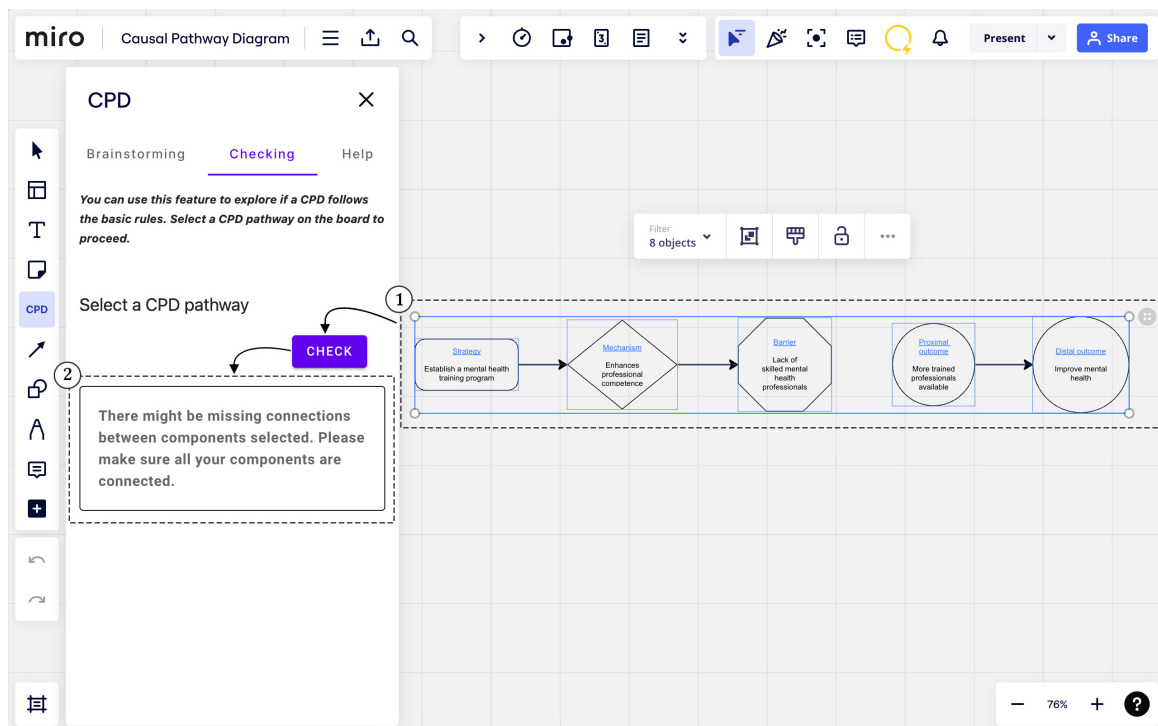 miro
Causal Pathway Diagram
3
Present
Share
CPD
Brainstorming
Checking
Help
You can use this feature to explore if a CPD follows
the basic rules. Select a CPD pathway on the board to
proceed.
Filter
8 objects
Select a CPD pathway
1
CPD
CHECK
2
There might be missing connections
between components selected. Please
make sure all your components are
connected.
Strategy
Establish a mental health
training program
Mechanism
Enhances
professional
competence
Barrier
Lack of
skilled mental
health
professionals
Proximal
outcome
More trained
professionals
available
Distal outcome
Improve mental
health
76%
?